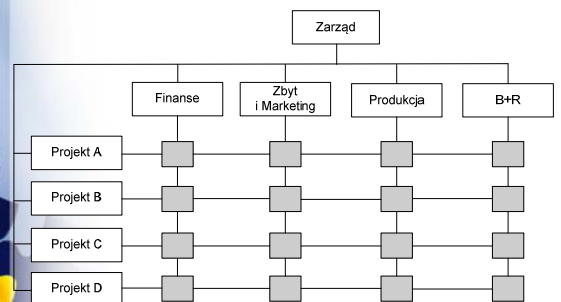 Zarząd
Finanse
Zbyt
i Marketing
Produkcja
B+R
Projekt A
Projekt B
Projekt C
Projekt D